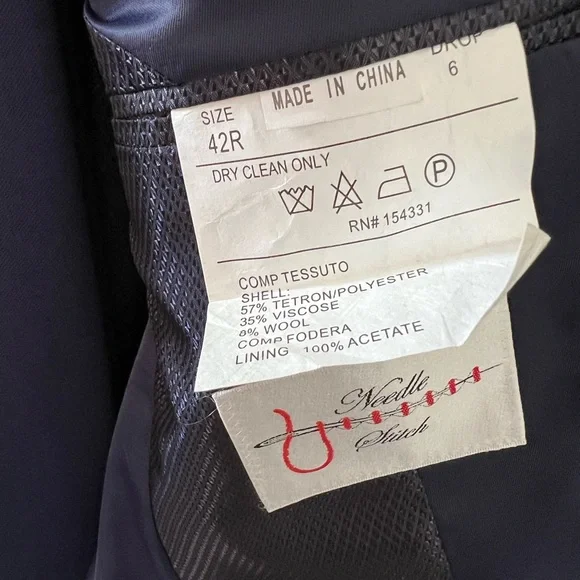 SIZE
42R
MADE IN CHINA
DROP
6
DRY CLEAN ONLY
P
RN# 154331
COMP TESSUTO
SHELL:
57% TETRON/POLYESTER
35% VISCOSE
8% WOOL
COMP FODERA
LINING 100% ACETATE
Needle
Stitch